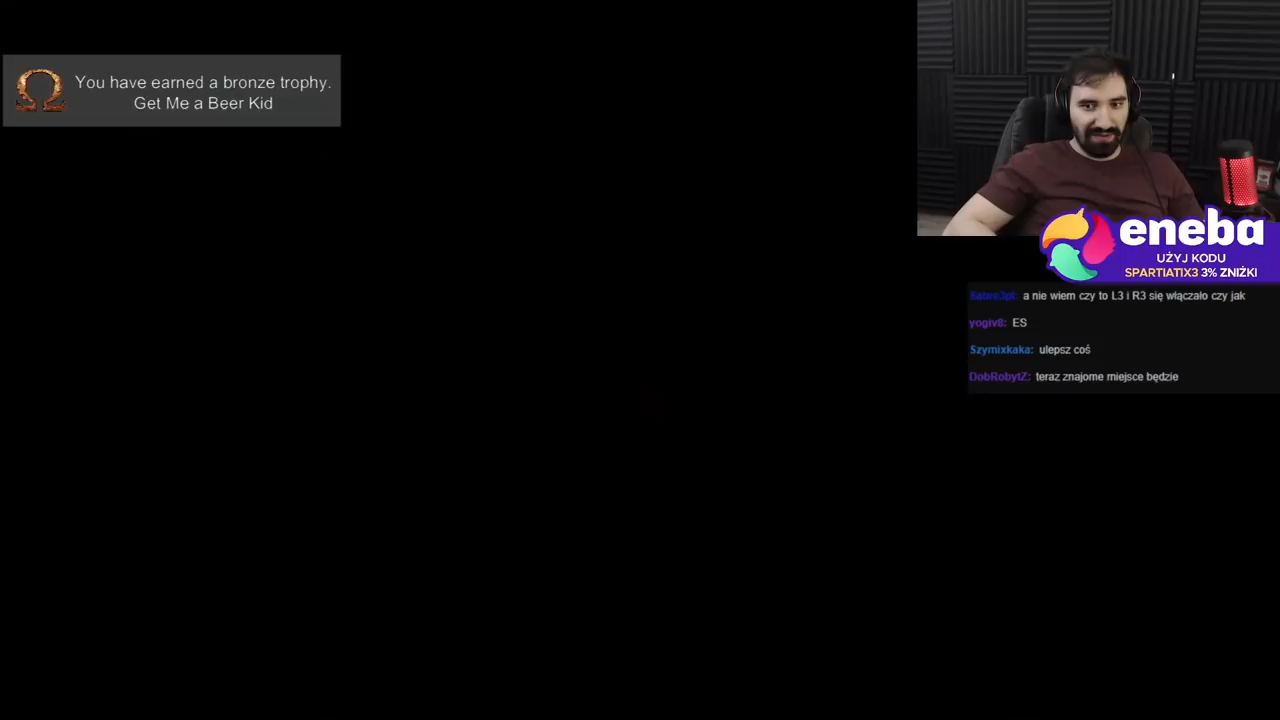 You have earned a bronze trophy.
Get Me a Beer Kid
eneba
UŻYJ KODU
SPARTIATIX3 3% ZNIŻKI
a nie wiem czy to L3 i R3 się włączało czy jak
yogiv8: ES
Szymixkaka: ulepsz coś
DobRobytZ: teraz znajome miejsce będzie